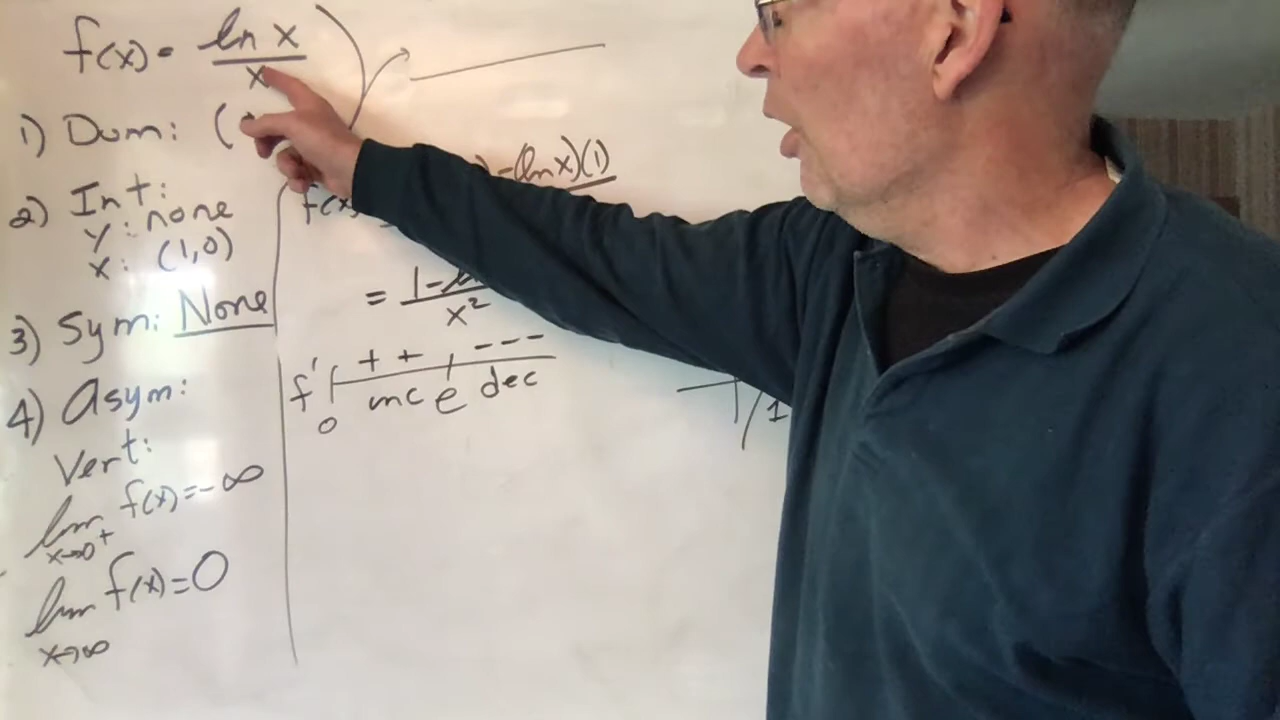 f(x) = ln x / x
1) Dom: (
2) Int:
y: none
x: (1,0)
3) Sym: None
4) Asym:
Vert:
lim x→0+ f(x) = -∞
lim x→∞ f(x) = 0
) - (ln x)(1)
= 1 - / x²
f' + + - - -
0 inc e dec
1